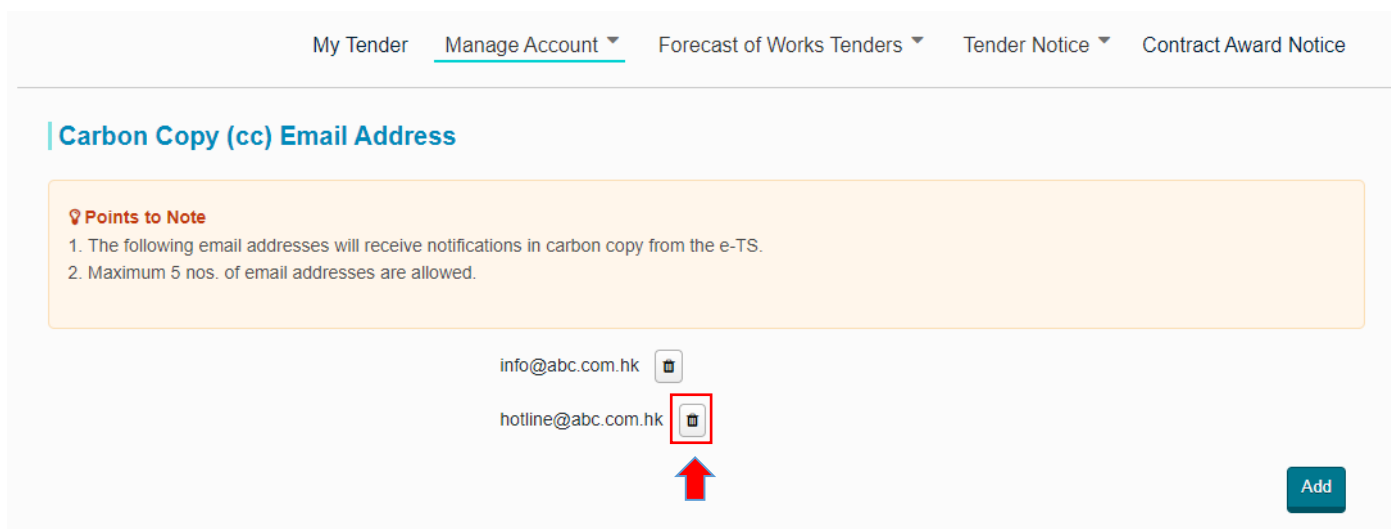 My Tender Manage Account Forecast of Works Tenders Tender Notice Contract Award Notice
Carbon Copy (cc) Email Address
Points to Note
1. The following email addresses will receive notifications in carbon copy from the e-TS.
2. Maximum 5 nos. of email addresses are allowed.
info@abc.com.hk
hotline@abc.com.hk
Add